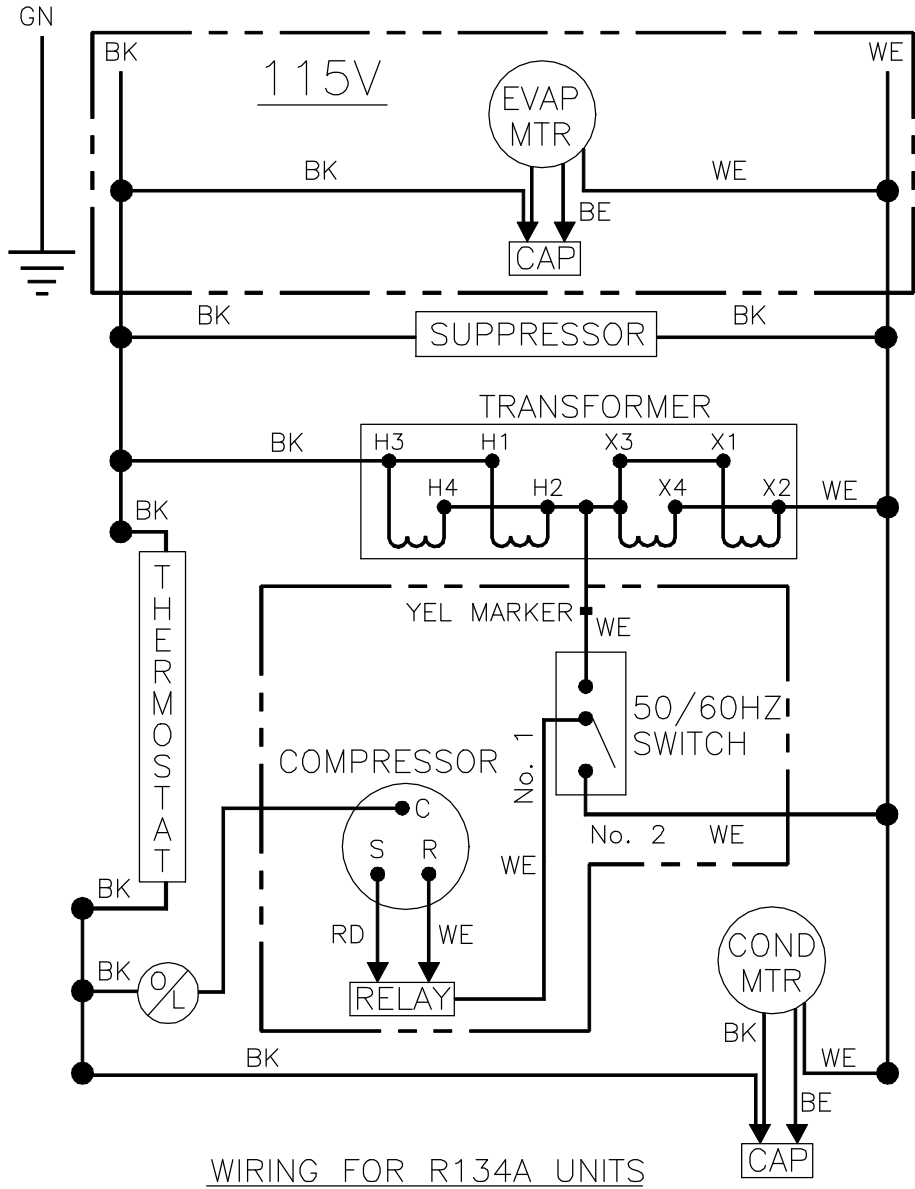 GN
BK
WE
115V
EVAP
MTR
BK
WE
BE
CAP
BK
BK
SUPPRESSOR
TRANSFORMER
BK
H3
H1
X3
X1
H4
H2
X4
X2
WE
BK
THERMOSTAT
YEL MARKER
WE
50/60HZ
SWITCH
No. 1
COMPRESSOR
C
No. 2
WE
S
R
WE
BK
RD
WE
COND
MTR
BK
O/L
RELAY
BK
BK
WE
BE
CAP
WIRING FOR R134A UNITS